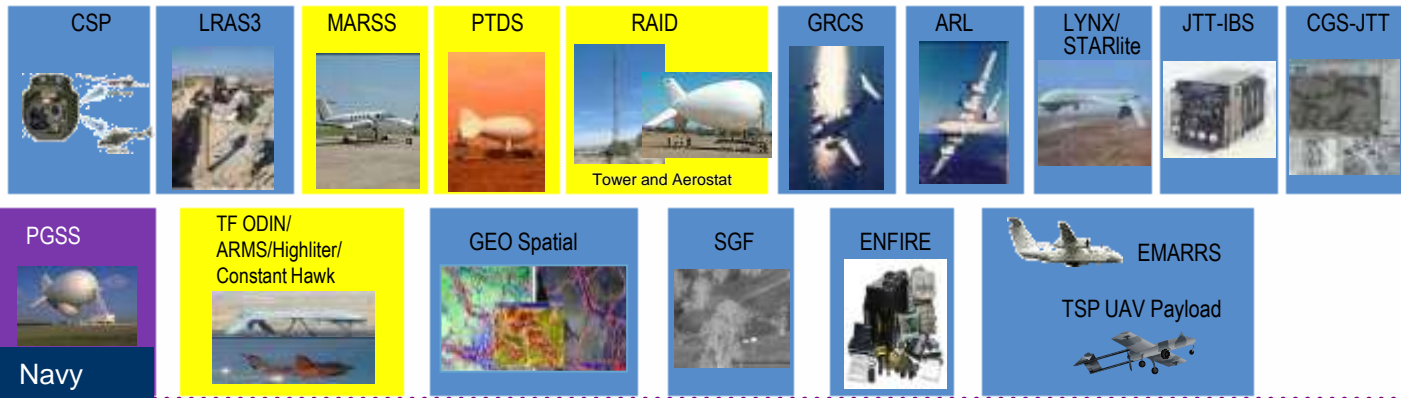 CSP
LRAS3
MARSS
PTDS
RAID
GRCS
ARL
LYNX/
STARlite
JTT-IBS
CGS-JTT
Tower and Aerostat
PGSS
TF ODIN/
ARMS/Highliter/
Constant Hawk
GEO Spatial
SGF
ENFIRE
EMARRS
TSP UAV Payload
Navy